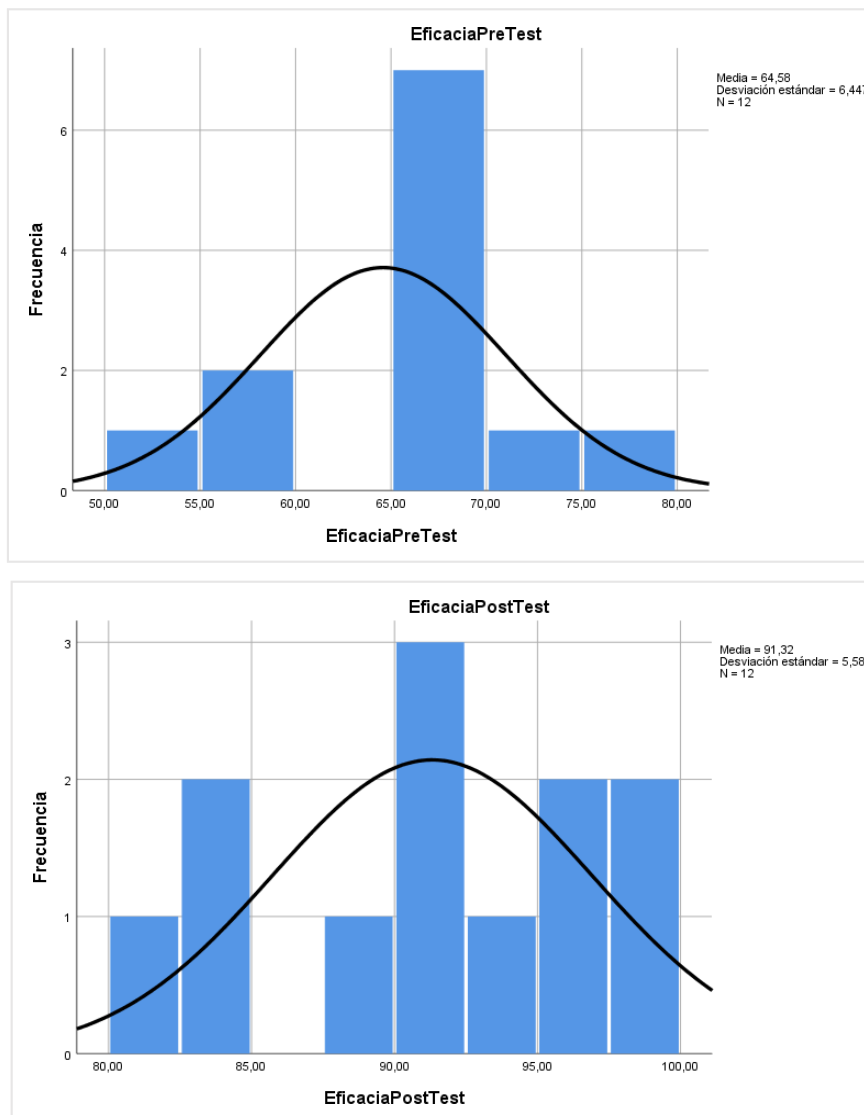 EficaciaPreTest
Media = 64,58
Desviación estándar = 6,447
N = 12
Frecuencia
6
4
2
0
50,00 55,00 60,00 65,00 70,00 75,00 80,00
EficaciaPreTest
EficaciaPostTest
Media = 91,32
Desviación estándar = 5,58
N = 12
Frecuencia
3
2
1
0
80,00 85,00 90,00 95,00 100,00
EficaciaPostTest